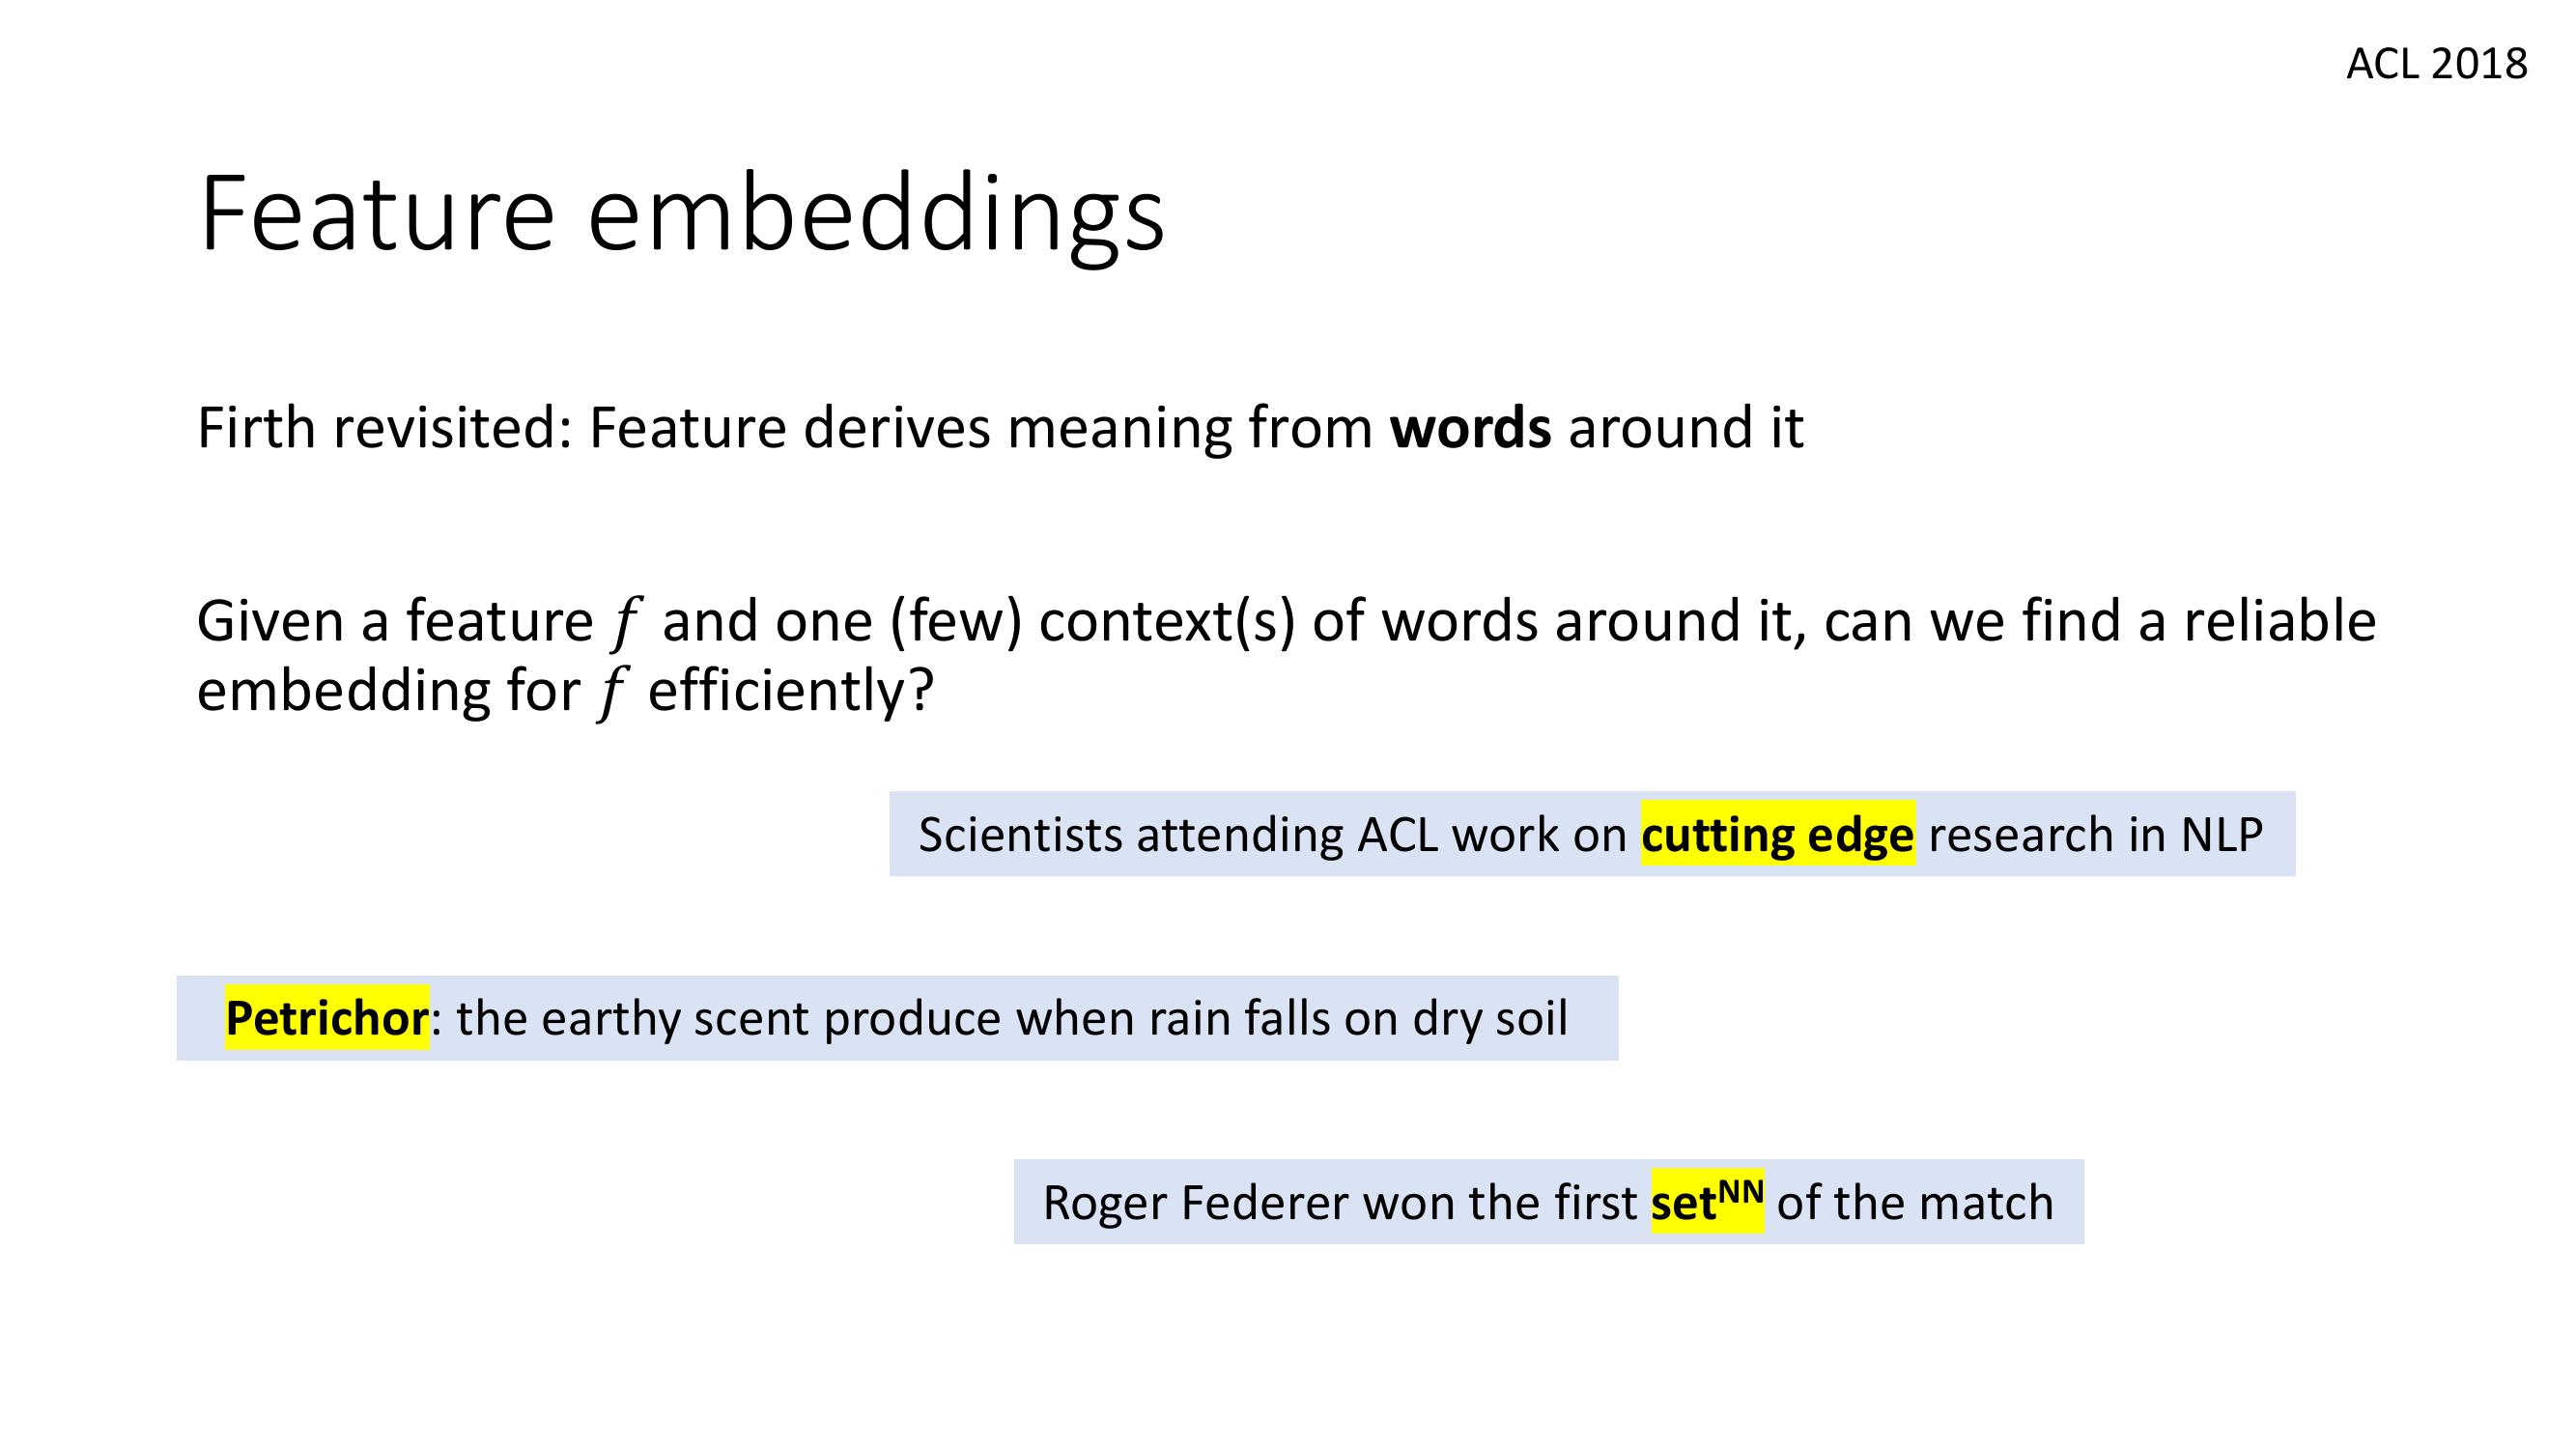 ACL 2018
Feature embeddings
Firth revisited: Feature derives meaning from words around it
Given a feature 𝑓 and one (few) context(s) of words around it, can we find a reliable
embedding for 𝑓 efficiently?
Scientists attending ACL work on cutting edge research in NLP
Petrichor: the earthy scent produce when rain falls on dry soil
Roger Federer won the first set^NN of the match